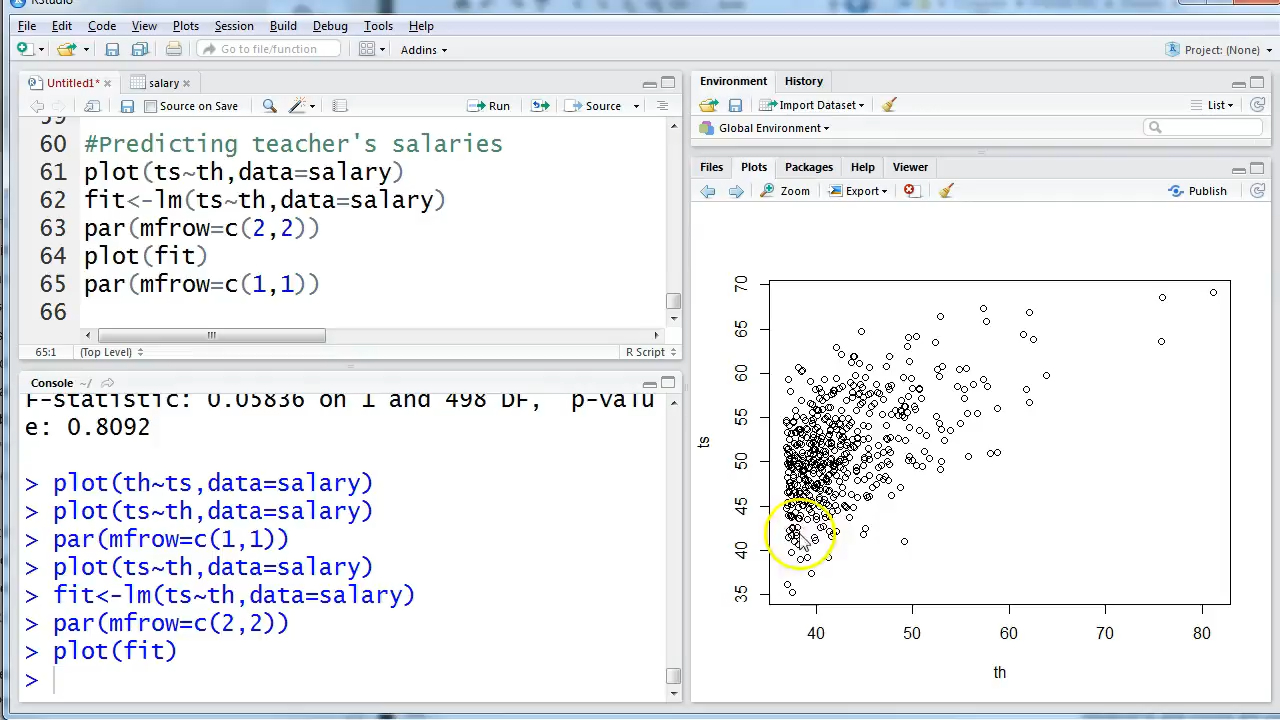 RStudio
File Edit Code View Plots Session Build Debug Tools Help
Go to file/function Addins Project: (None)
Untitled1* salary
Source on Save Run Source
59
60 #Predicting teacher's salaries
61 plot(ts~th,data=salary)
62 fit<-lm(ts~th,data=salary)
63 par(mfrow=c(2,2))
64 plot(fit)
65 par(mfrow=c(1,1))
66
65:1 (Top Level) R Script
Console ~/
F-statistic: 0.05836 on 1 and 498 DF,  p-valu
e: 0.8092
> plot(th~ts,data=salary)
> plot(ts~th,data=salary)
> par(mfrow=c(1,1))
> plot(ts~th,data=salary)
> fit<-lm(ts~th,data=salary)
> par(mfrow=c(2,2))
> plot(fit)
>
Environment History
Import Dataset List
Global Environment
Files Plots Packages Help Viewer
Zoom Export Publish
70
65
60
55
50
45
40
35
ts
40 50 60 70 80
th